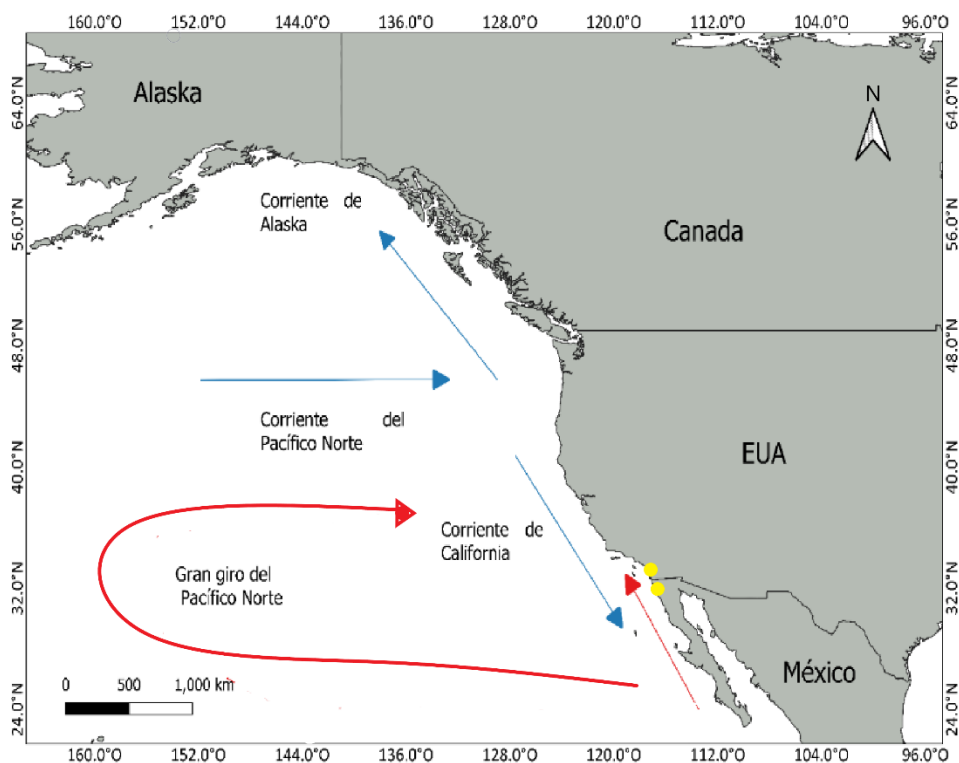 160.0°O 152.0°O 144.0°O 136.0°O 128.0°O 120.0°O 112.0°O 104.0°O 96.0°O
64.0°N
56.0°N
48.0°N
40.0°N
32.0°N
24.0°N
Alaska
N
Corriente de
Alaska
Canada
Corriente del
Pacífico Norte
EUA
Corriente de
California
Gran giro del
Pacífico Norte
México
0 500 1,000 km
64.0°N
56.0°N
48.0°N
40.0°N
32.0°N
24.0°N
160.0°O 152.0°O 144.0°O 136.0°O 128.0°O 120.0°O 112.0°O 104.0°O 96.0°O